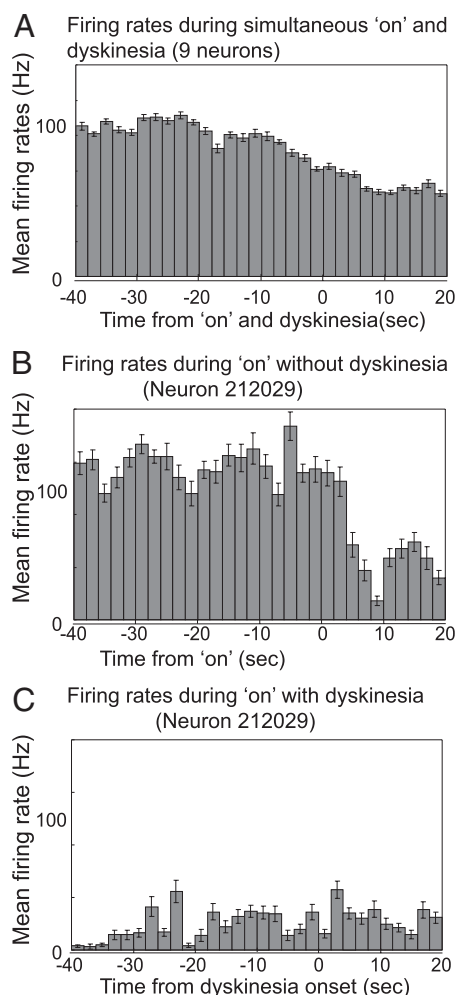 A Firing rates during simultaneous ‘on’ and
dyskinesia (9 neurons)
Mean firing rates (Hz)
100
0
-40 -30 -20 -10 0 10 20
Time from ‘on’ and dyskinesia(sec)
B Firing rates during ‘on’ without dyskinesia
(Neuron 212029)
Mean firing rate (Hz)
100
0
-40 -30 -20 -10 0 10 20
Time from ‘on’ (sec)
C Firing rates during ‘on’ with dyskinesia
(Neuron 212029)
Mean firing rate (Hz)
100
0
-40 -30 -20 -10 0 10 20
Time from dyskinesia onset (sec)